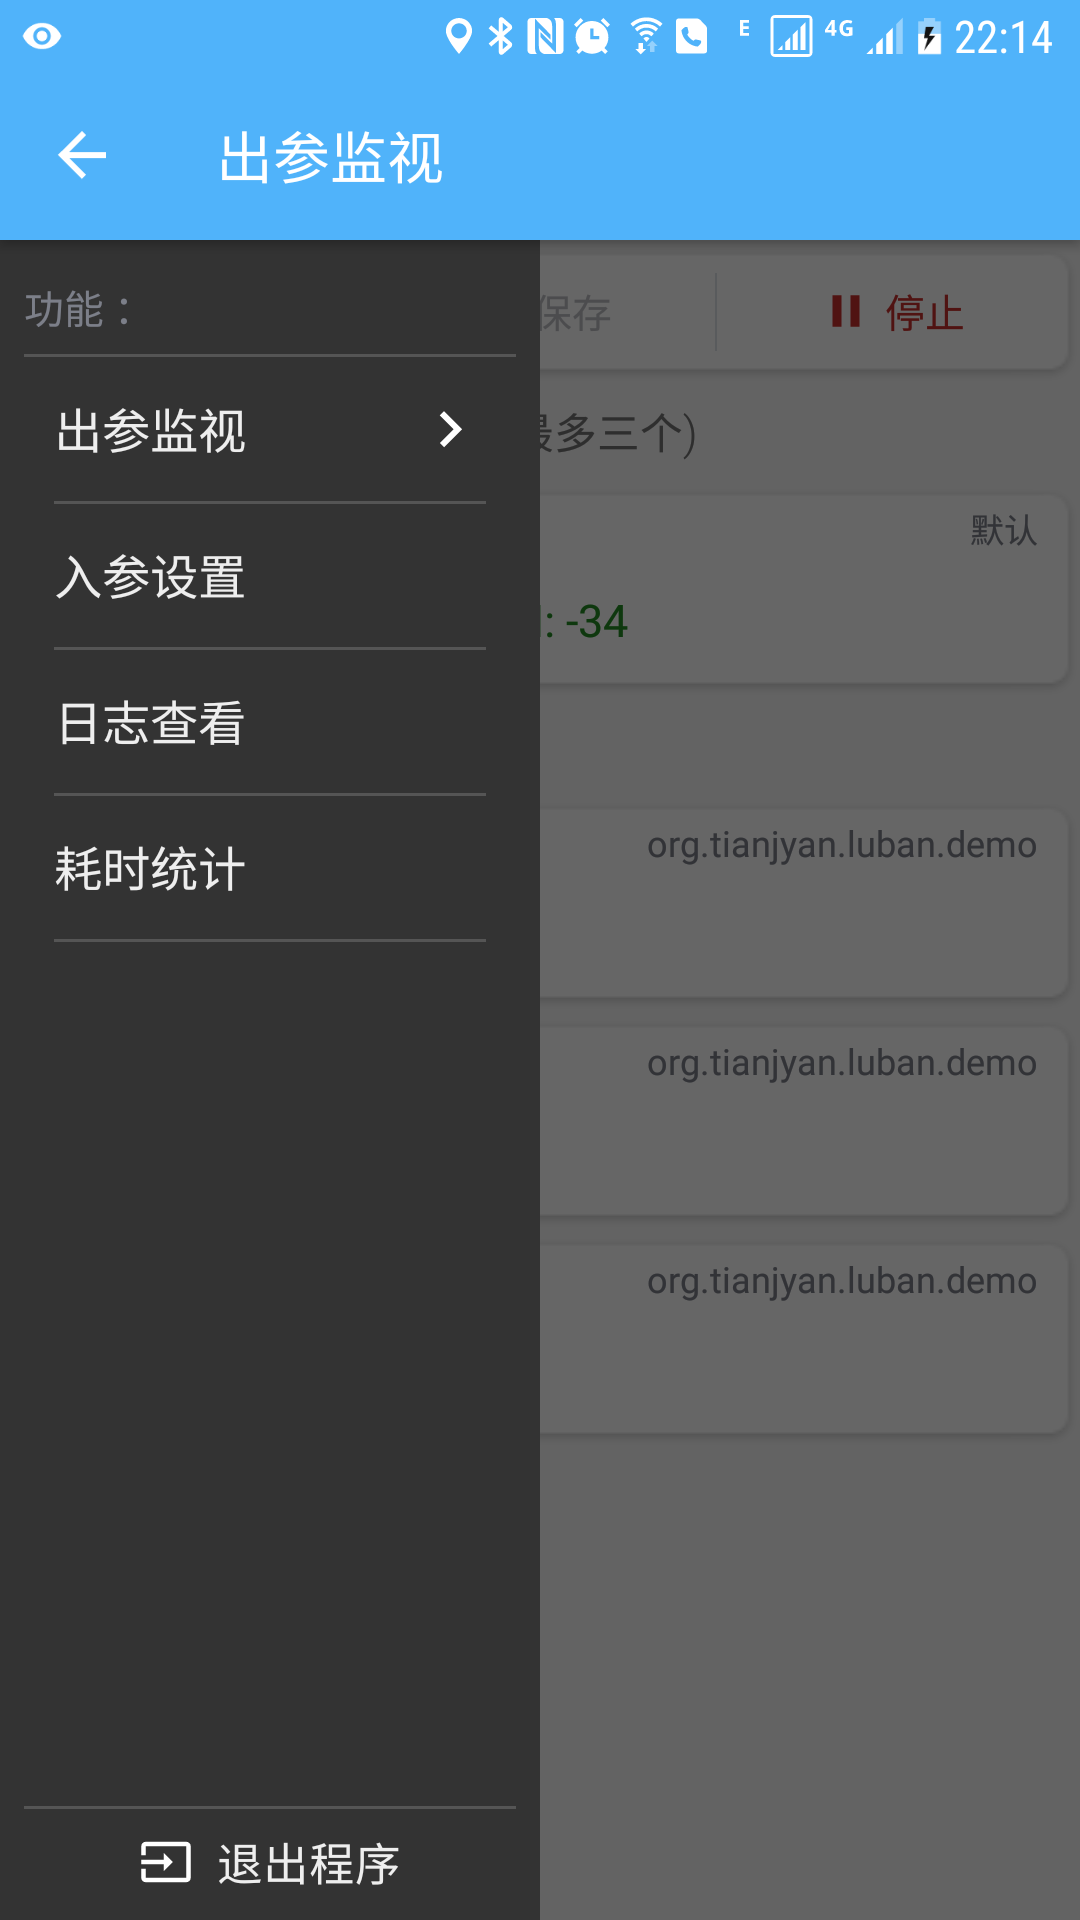 E 4G 22:14
出参监视
功能：
保存
停止
出参监视
多三个)
默认
入参设置
: -34
日志查看
org.tianjyan.luban.demo
耗时统计
org.tianjyan.luban.demo
org.tianjyan.luban.demo
退出程序